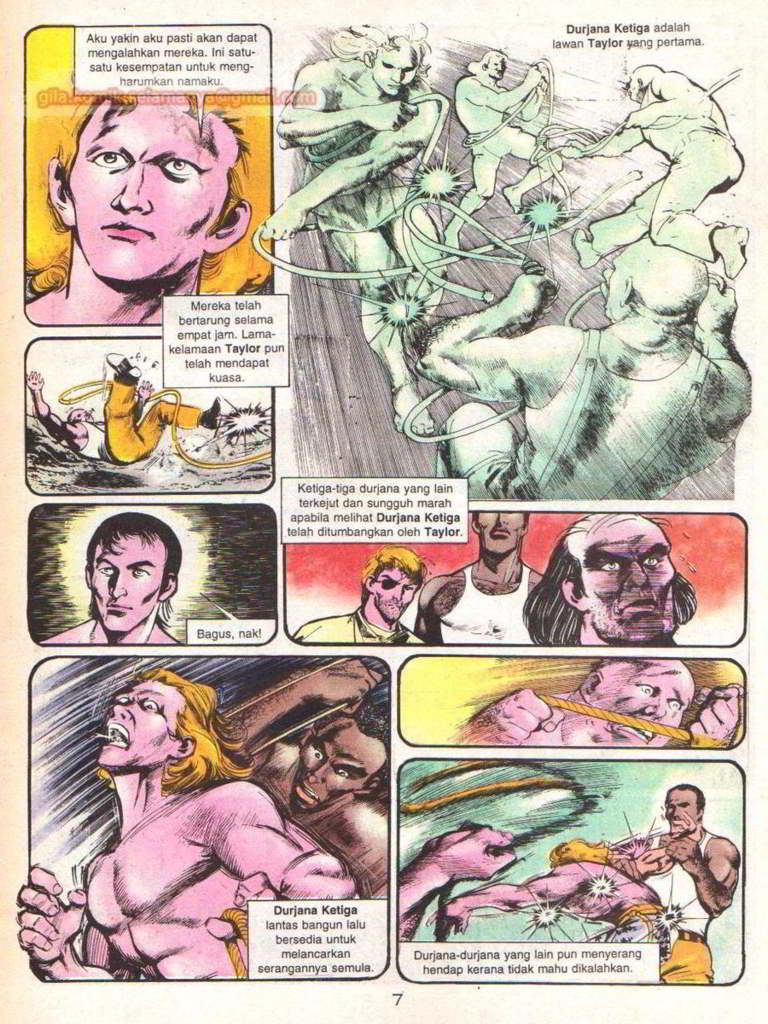 Aku yakin aku pasti akan dapat
mengalahkan mereka. Ini satu-
satu kesempatan untuk meng-
harumkan namaku.
Durjana Ketiga adalah
lawan Taylor yang pertama.
Mereka telah
bertarung selama
empat jam. Lama-
kelamaan Taylor pun
telah mendapat
kuasa.
Ketiga-tiga durjana yang lain
terkejut dan sungguh marah
apabila melihat Durjana Ketiga
telah ditumbangkan oleh Taylor.
Bagus, nak!
Durjana Ketiga
lantas bangun lalu
bersedia untuk
melancarkan
serangannya semula.
Durjana-durjana yang lain pun menyerang
hendap kerana tidak mahu dikalahkan.
7